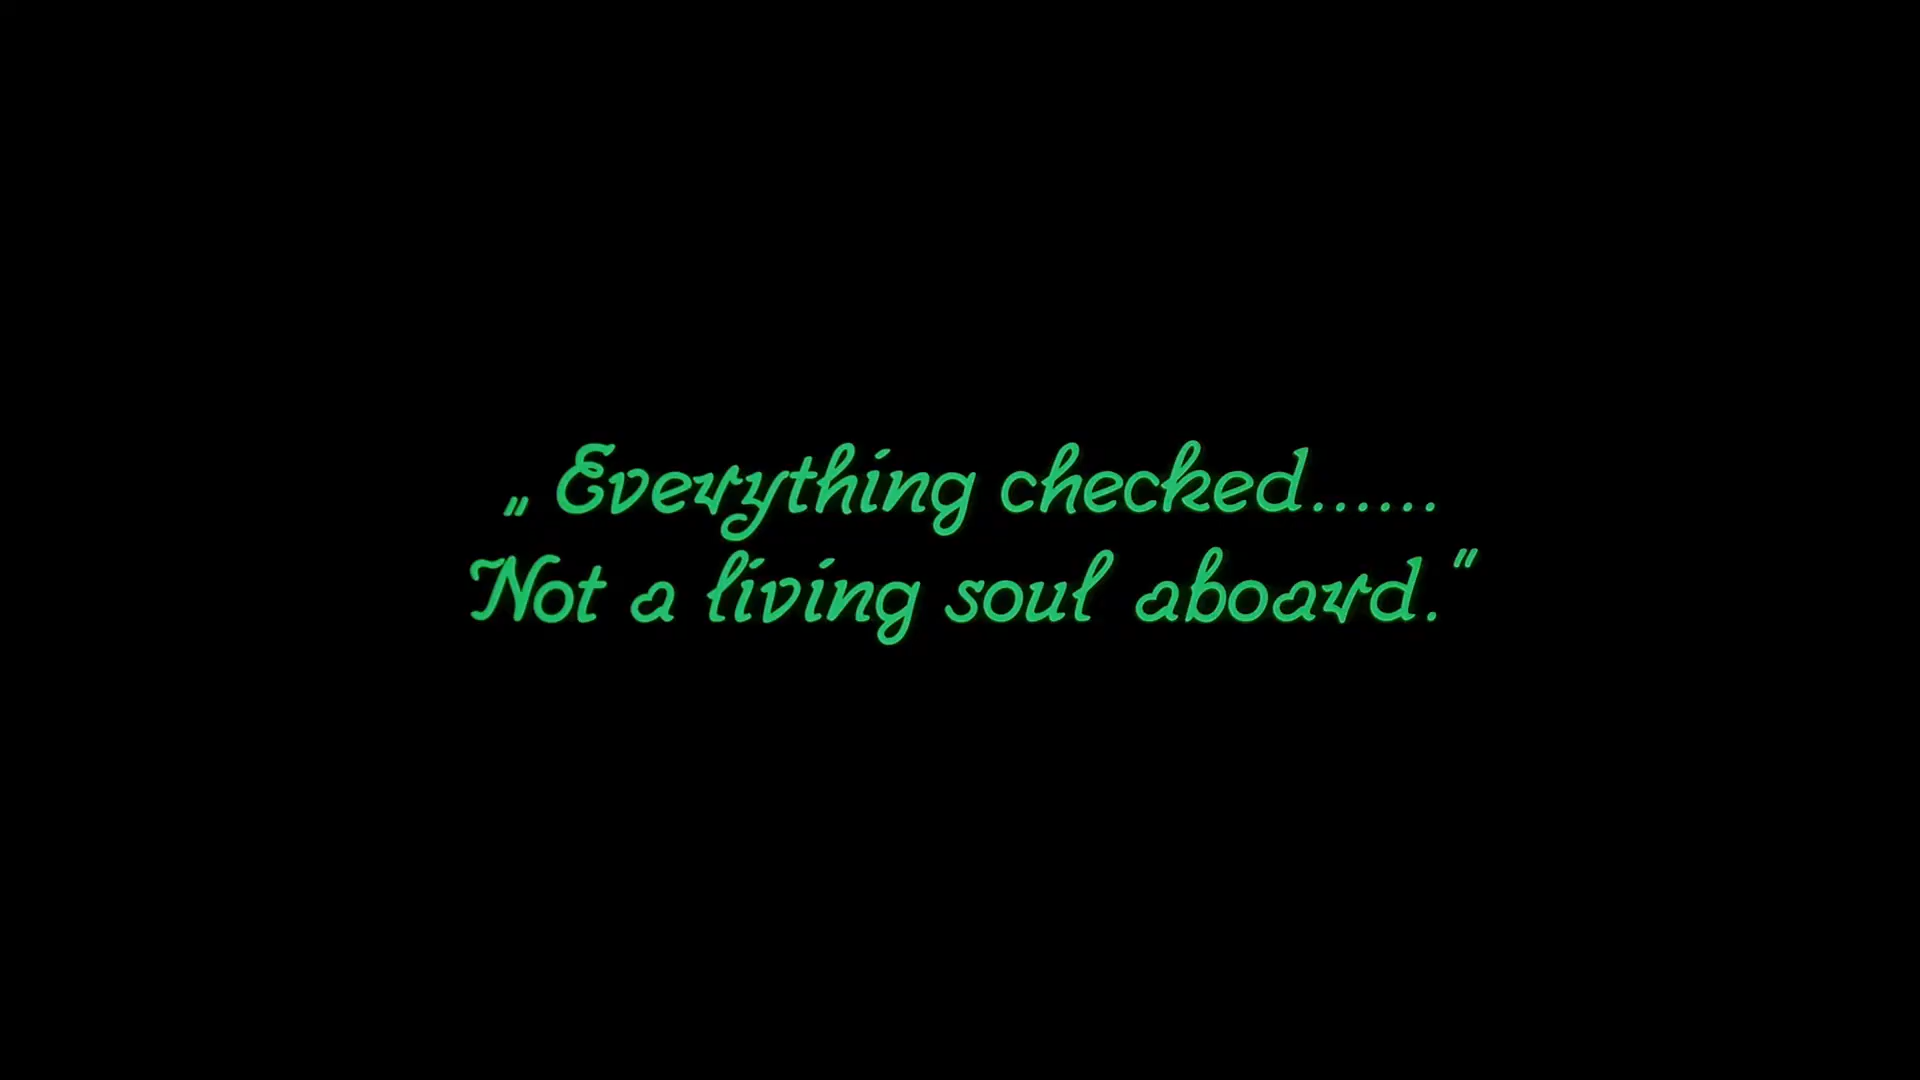 „Everything checked......
Not a living soul aboard.“